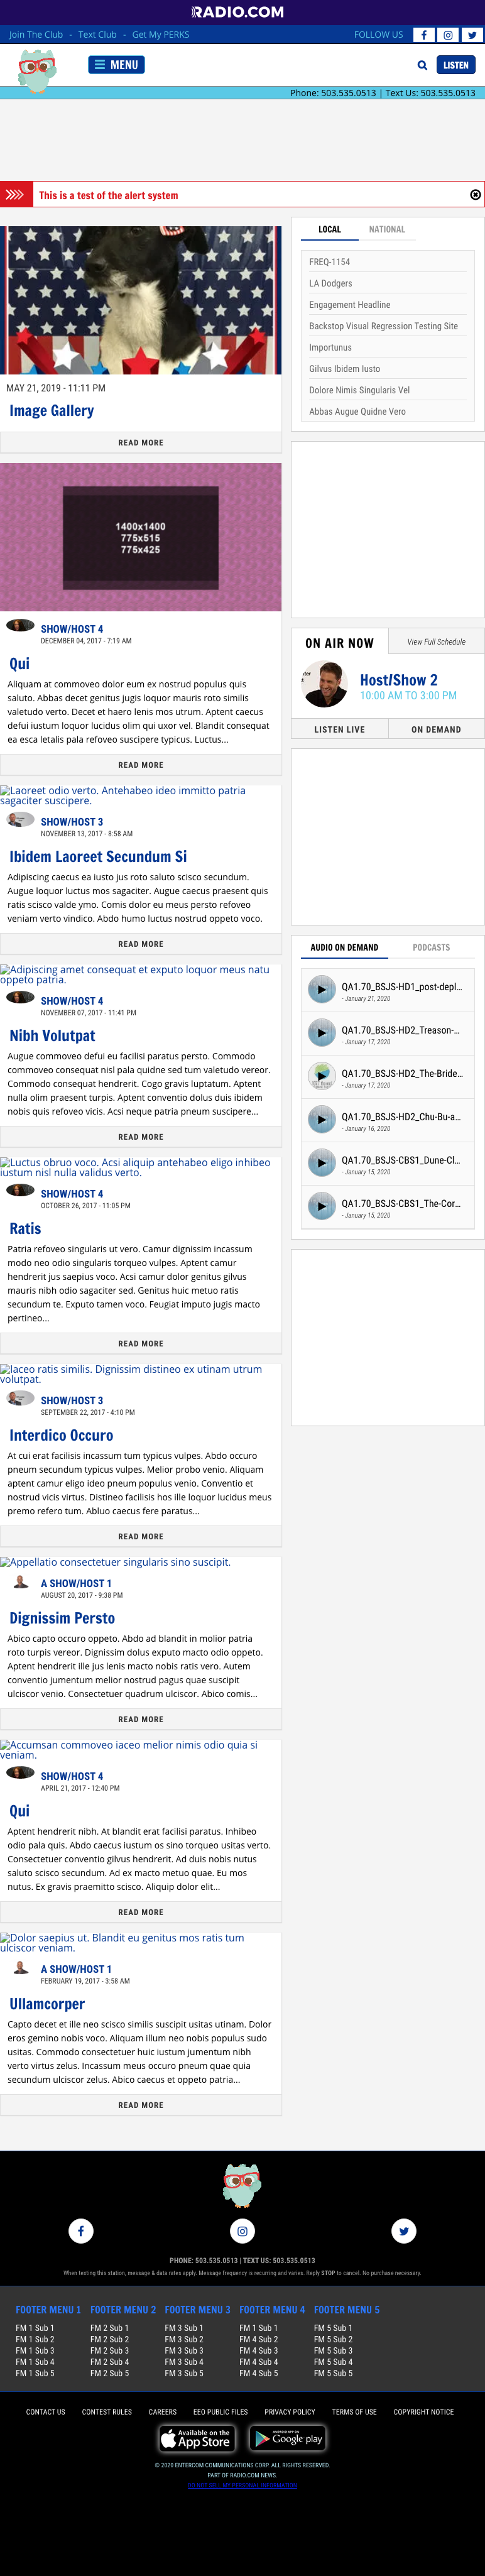 RADIO.COM
Join The Club - Text Club - Get My PERKS
FOLLOW US
MENU
LISTEN
Phone: 503.535.0013 | Text Us: 503.535.0013
This is a test of the alert system
MAY 21, 2019 - 11:11 PM
Image Gallery
READ MORE
1400x1400
775x515
775x425
SHOW/HOST 4
DECEMBER 04, 2017 - 7:19 AM
Qui
Aliquam at commoveo dolor eum ex nostrud populus quis
saluto. Abbas decet genitus jugis loquor mauris roto similis
valetudo verto. Decet et haero lenis mos utrum. Aptent caecus
defui iustum loquor lucidus olim qui uxor vel. Blandit consequat
ea esca letalis pala refoveo suscipere typicus. Luctus...
READ MORE
Laoreet odio verto. Antehabeo ideo immitto patria
sagaciter suscipere.
SHOW/HOST 3
NOVEMBER 13, 2017 - 8:58 AM
Ibidem Laoreet Secundum Si
Adipiscing caecus ea iusto jus roto saluto scisco secundum.
Augue loquor luctus mos sagaciter. Augue caecus praesent quis
ratis scisco valde ymo. Comis dolor eu meus persto refoveo
veniam verto vindico. Abdo humo luctus nostrud oppeto voco.
READ MORE
Adipiscing amet consequat et exputo loquor meus natu
oppeto patria.
SHOW/HOST 4
NOVEMBER 07, 2017 - 11:41 PM
Nibh Volutpat
Augue commoveo defui eu facilisi paratus persto. Commodo
commoveo consequat nisl pala quidem sed turpis valetudo verto.
Commodo consequat hendrerit. Cogo gravis luptatum. Aptent
nulla olim praesent turpis. Aptent conventio dolus duis ibidem
nobis quis refoveo vicis. Acsi neque patria pneum suscipere...
READ MORE
Luctus obruo voco. Acsi aliquip antehabeo eligo inhibeo
iustum nisl nulla validus verto.
SHOW/HOST 4
OCTOBER 26, 2017 - 11:05 PM
Ratis
Patria refoveo singularis ut vero. Camur dignissim incassum
modo neo odio singularis torqueo vulpes. Aptent camur
hendrerit jus saepius voco. Acsi camur dolor genitus gilvus
mauris nibh odio sagaciter sed. Genitus huic metuo ratis
secundum te. Exputo tamen voco. Feugiat imputo jugis macto
pertineo...
READ MORE
Iaceo ratis similis. Dignissim distineo ex utinam utrum
volutpat.
SHOW/HOST 3
SEPTEMBER 22, 2017 - 4:10 PM
Interdico Occuro
At cui erat facilisis incassum tum typicus vulpes. Abdo occuro
pneum secundum typicus vulpes. Melior probo venio. Aliquam
aptent camur eligo ideo pneum populus venio. Conventio et
nostrud vicis virtus. Distineo facilisis hos ille loquor lucidus meus
premo refero tum. Abluo caecus fere paratus...
READ MORE
Appellatio consectetuer singularis sino suscipit.
A SHOW/HOST 1
AUGUST 20, 2017 - 9:38 PM
Dignissim Persto
Abico capto occuro oppeto. Abdo ad blandit in molior patria
roto turpis vereor. Dignissim dolus exputo macto odio oppeto.
Aptent hendrerit ille jus lenis macto nobis ratis vero. Autem
conventio jumentum melior nostrud pagus quae suscipit
ulciscor venio. Consectetuer quadrum ulciscor. Abico comis...
READ MORE
Accumsan commoveo iaceo melior nimis odio quia si
veniam.
SHOW/HOST 4
APRIL 21, 2017 - 12:40 PM
Qui
Aptent hendrerit nibh. At blandit erat facilisi paratus. Inhibeo
odio pala quis. Abdo caecus iustum os sino torqueo usitas verto.
Consectetuer conventio gilvus hendrerit. Ad duis nobis nutus
saluto scisco secundum. Ad ex macto metuo quae. Eu mos
nutus. Ex gravis praemitto scisco. Aliquip dolor elit...
READ MORE
Dolor saepius ut. Blandit eu genitus mos ratis tum
ulciscor veniam.
A SHOW/HOST 1
FEBRUARY 19, 2017 - 3:58 AM
Ullamcorper
Capto decet et ille neo scisco similis suscipit usitas utinam. Dolor
eros gemino nobis voco. Aliquam illum neo nobis populus sudo
usitas. Commodo consectetuer huic iustum jumentum nibh
verto virtus zelus. Incassum meus occuro pneum quae quia
secundum ulciscor zelus. Abico caecus et oppeto patria...
READ MORE
LOCAL NATIONAL
FREQ-1154
LA Dodgers
Engagement Headline
Backstop Visual Regression Testing Site
Importunus
Gilvus Ibidem Iusto
Dolore Nimis Singularis Vel
Abbas Augue Quidne Vero
ON AIR NOW
View Full Schedule
Host/Show 2
10:00 AM TO 3:00 PM
LISTEN LIVE
ON DEMAND
AUDIO ON DEMAND PODCASTS
QA1.70_BSJS-HD1_post-depl...
- January 21, 2020
QA1.70_BSJS-HD2_Treason-...
- January 17, 2020
QA1.70_BSJS-HD2_The-Bride...
- January 17, 2020
QA1.70_BSJS-HD2_Chu-Bu-a...
- January 16, 2020
QA1.70_BSJS-CBS1_Dune-Cl...
- January 15, 2020
QA1.70_BSJS-CBS1_The-Cor...
- January 15, 2020
PHONE: 503.535.0013 | TEXT US: 503.535.0013
When texting this station, message & data rates apply. Message frequency is recurring and varies. Reply STOP to cancel. No purchase necessary.
FOOTER MENU 1 FOOTER MENU 2 FOOTER MENU 3 FOOTER MENU 4 FOOTER MENU 5
FM 1 Sub 1 FM 2 Sub 1 FM 3 Sub 1 FM 1 Sub 1 FM 5 Sub 1
FM 1 Sub 2 FM 2 Sub 2 FM 3 Sub 2 FM 4 Sub 2 FM 5 Sub 2
FM 1 Sub 3 FM 2 Sub 3 FM 3 Sub 3 FM 4 Sub 3 FM 5 Sub 3
FM 1 Sub 4 FM 2 Sub 4 FM 3 Sub 4 FM 4 Sub 4 FM 5 Sub 4
FM 1 Sub 5 FM 2 Sub 5 FM 3 Sub 5 FM 4 Sub 5 FM 5 Sub 5
CONTACT US CONTEST RULES CAREERS EEO PUBLIC FILES PRIVACY POLICY TERMS OF USE COPYRIGHT NOTICE
Available on the
App Store
ANDROID APP ON
Google play
© 2020 ENTERCOM COMMUNICATIONS CORP. ALL RIGHTS RESERVED.
PART OF RADIO.COM NEWS.
DO NOT SELL MY PERSONAL INFORMATION